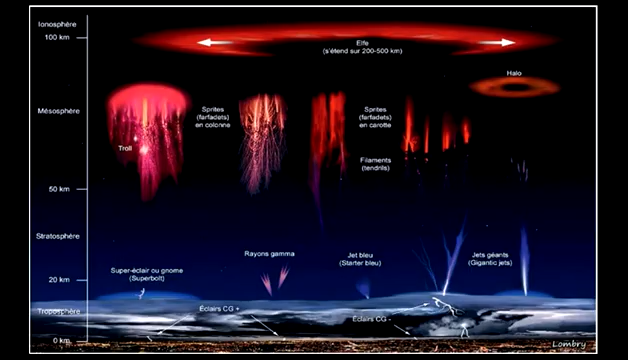 Ionosphère
100 km
Elfe
(s'étend sur 200-500 km)
Halo
Mésosphère
Sprites
(farfadets)
en colonne
Sprites
(farfadets)
en carotte
Troll
Filaments
(tendrils)
50 km
Stratosphère
Rayons gamma
Jet bleu
(Starter bleu)
Jets géants
(Gigantic jets)
Super-éclair ou gnome
(Superbolt)
20 km
Troposphère
Éclairs CG +
Éclairs CG -
0 km
Lombry